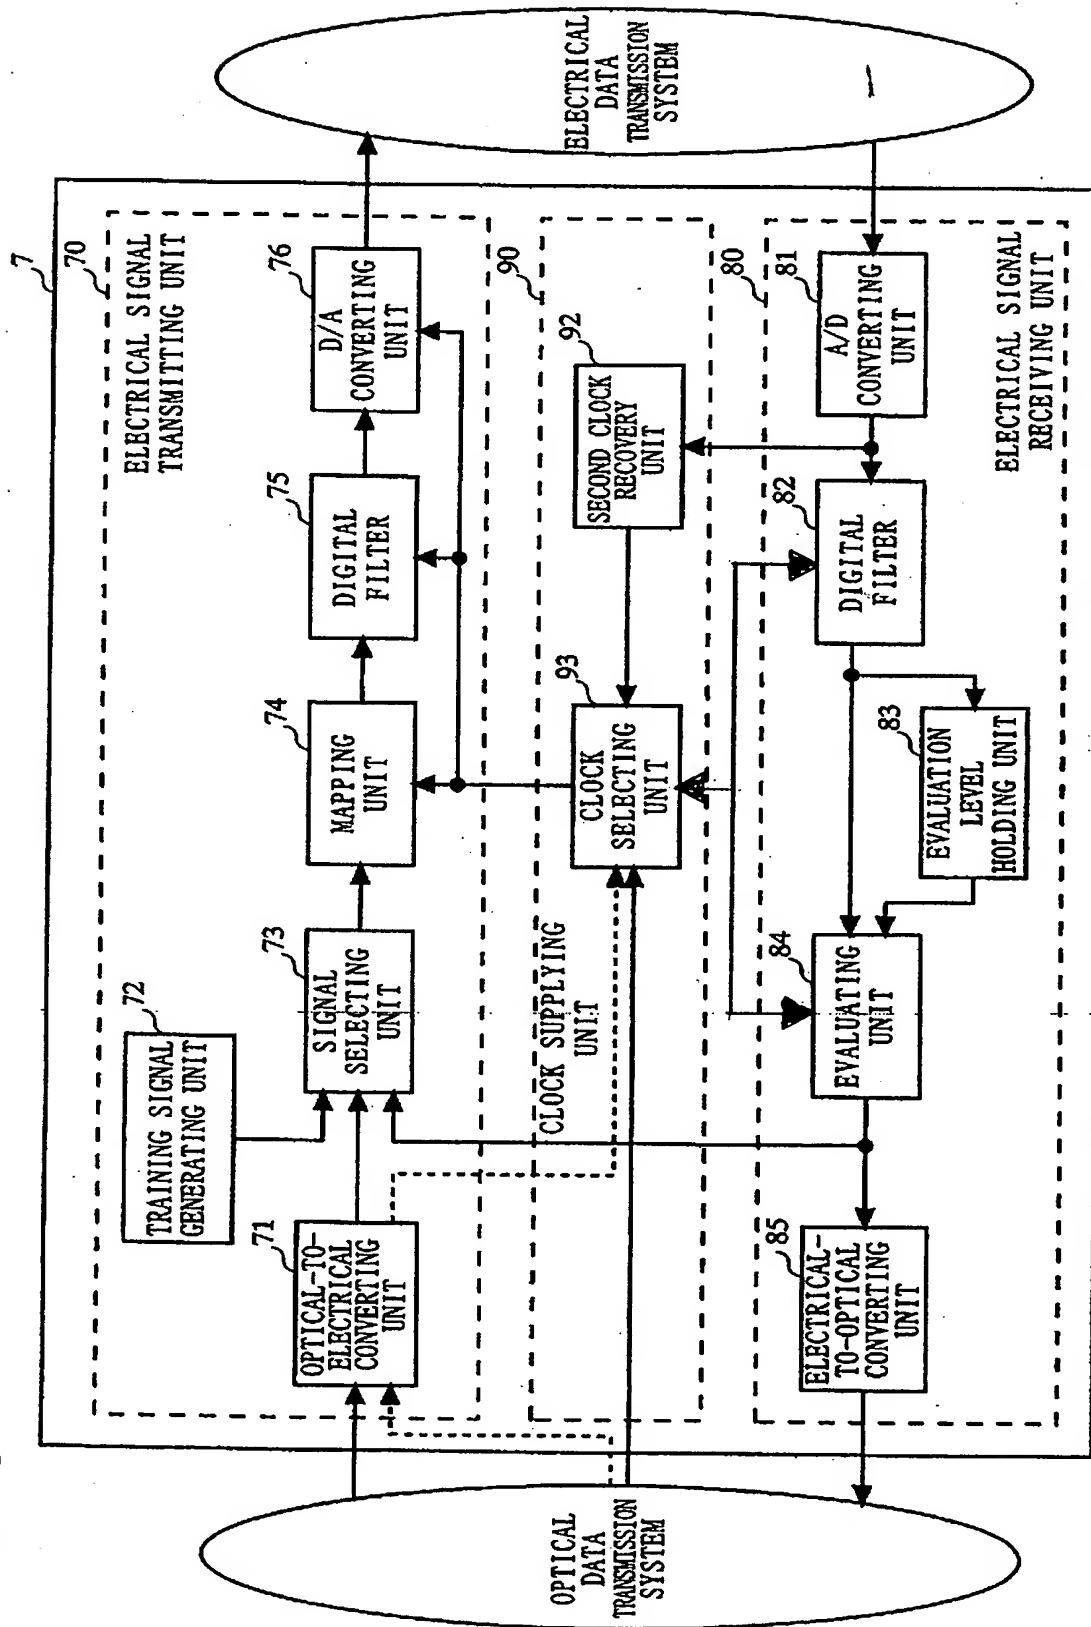 7
70
ELECTRICAL SIGNAL
TRANSMITTING UNIT
72
TRAINING SIGNAL
GENERATING UNIT
71
OPTICAL-TO-
ELECTRICAL
CONVERTING
UNIT
73
SIGNAL
SELECTING
UNIT
74
MAPPING
UNIT
75
DIGITAL
FILTER
76
D/A
CONVERTING
UNIT
OPTICAL
DATA
TRANSMISSION
SYSTEM
ELECTRICAL
DATA
TRANSMISSION
SYSTEM
90
CLOCK SUPPLYING
UNIT
93
CLOCK
SELECTING
UNIT
92
SECOND CLOCK
RECOVERY
UNIT
80
85
ELECTRICAL-
TO-OPTICAL
CONVERTING
UNIT
84
EVALUATING
UNIT
83
EVALUATION
LEVEL
HOLDING UNIT
82
DIGITAL
FILTER
81
A/D
CONVERTING
UNIT
ELECTRICAL SIGNAL
RECEIVING UNIT